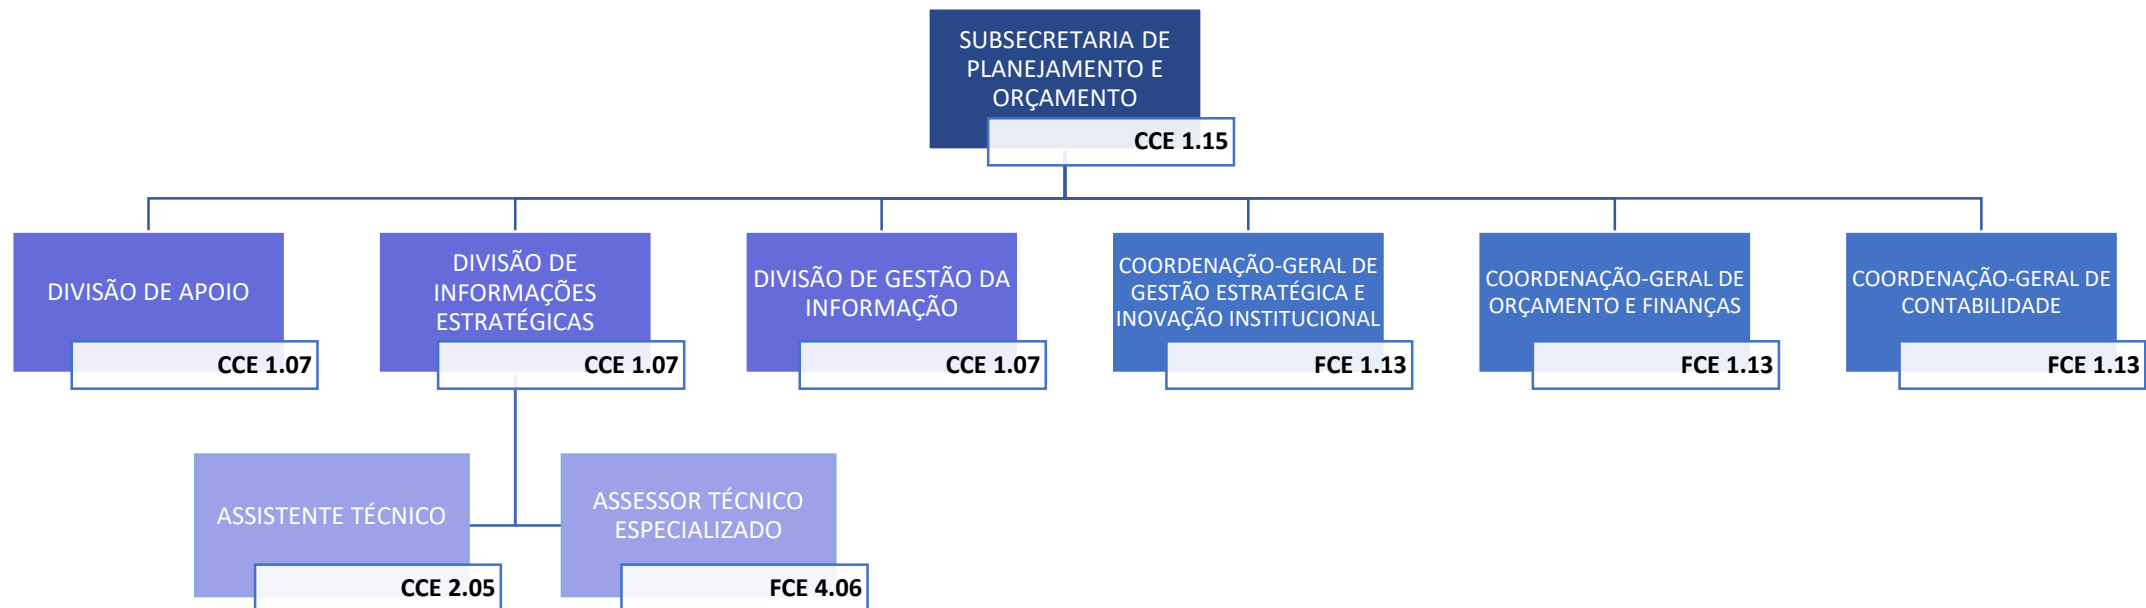 SUBSECRETARIA DE
PLANEJAMENTO E
ORÇAMENTO
CCE 1.15
DIVISÃO DE APOIO
CCE 1.07
DIVISÃO DE
INFORMAÇÕES
ESTRATÉGICAS
CCE 1.07
DIVISÃO DE GESTÃO DA
INFORMAÇÃO
CCE 1.07
COORDENAÇÃO-GERAL DE
GESTÃO ESTRATÉGICA E
INOVAÇÃO INSTITUCIONAL
FCE 1.13
COORDENAÇÃO-GERAL DE
ORÇAMENTO E FINANÇAS
FCE 1.13
COORDENAÇÃO-GERAL DE
CONTABILIDADE
FCE 1.13
ASSISTENTE TÉCNICO
CCE 2.05
ASSESSOR TÉCNICO
ESPECIALIZADO
FCE 4.06